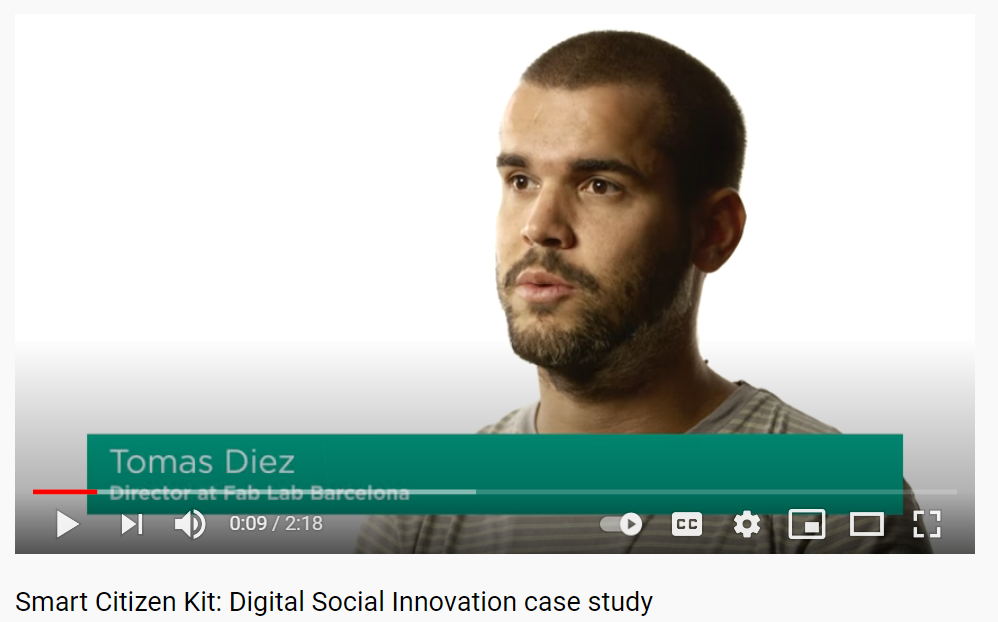 Tomas Diez
Director at Fab Lab Barcelona
0:09 / 2:18
CC
Smart Citizen Kit: Digital Social Innovation case study